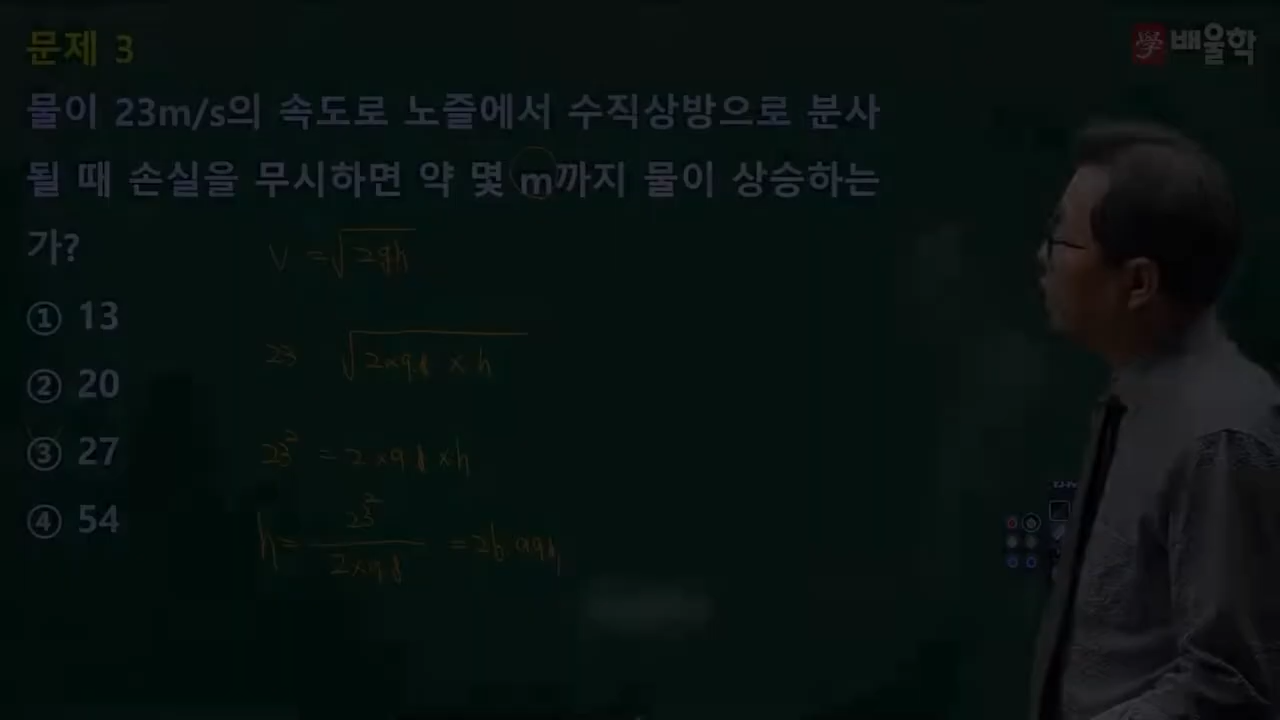 문제 3
學 배울학
물이 23m/s의 속도로 노즐에서 수직상방으로 분사
될 때 손실을 무시하면 약 몇 m까지 물이 상승하는
가?
① 13
② 20
③ 27
④ 54
V = √2gh
23 √2×9.8 × h
23² = 2×9.8×h
h = 23² / 2×9.8 = 26.99